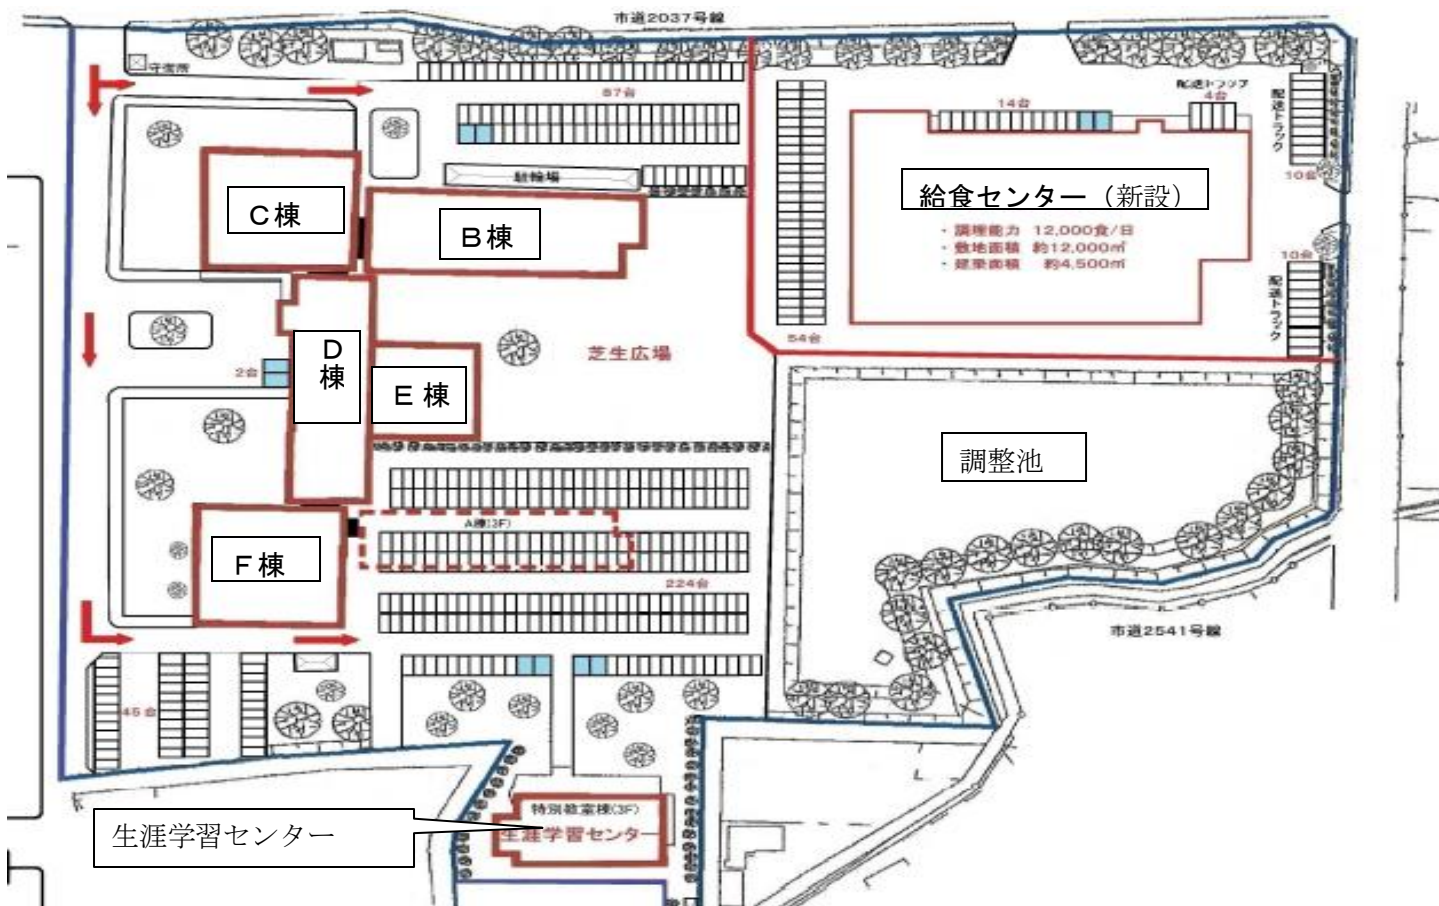 市道2037号線
守衛所
87台
14台
配送トラック
4台
配送トラック
10台
駐輪場
C棟
B棟
給食センター（新設）
・調理能力 12,000食/日
・敷地面積 約12,000㎡
・建築面積 約4,500㎡
10台
配送トラック
54台
芝生広場
D棟
2台
E棟
調整池
A棟(3F)
F棟
224台
市道2541号線
45台
特別教室棟(3F)
生涯学習センター
生涯学習センター